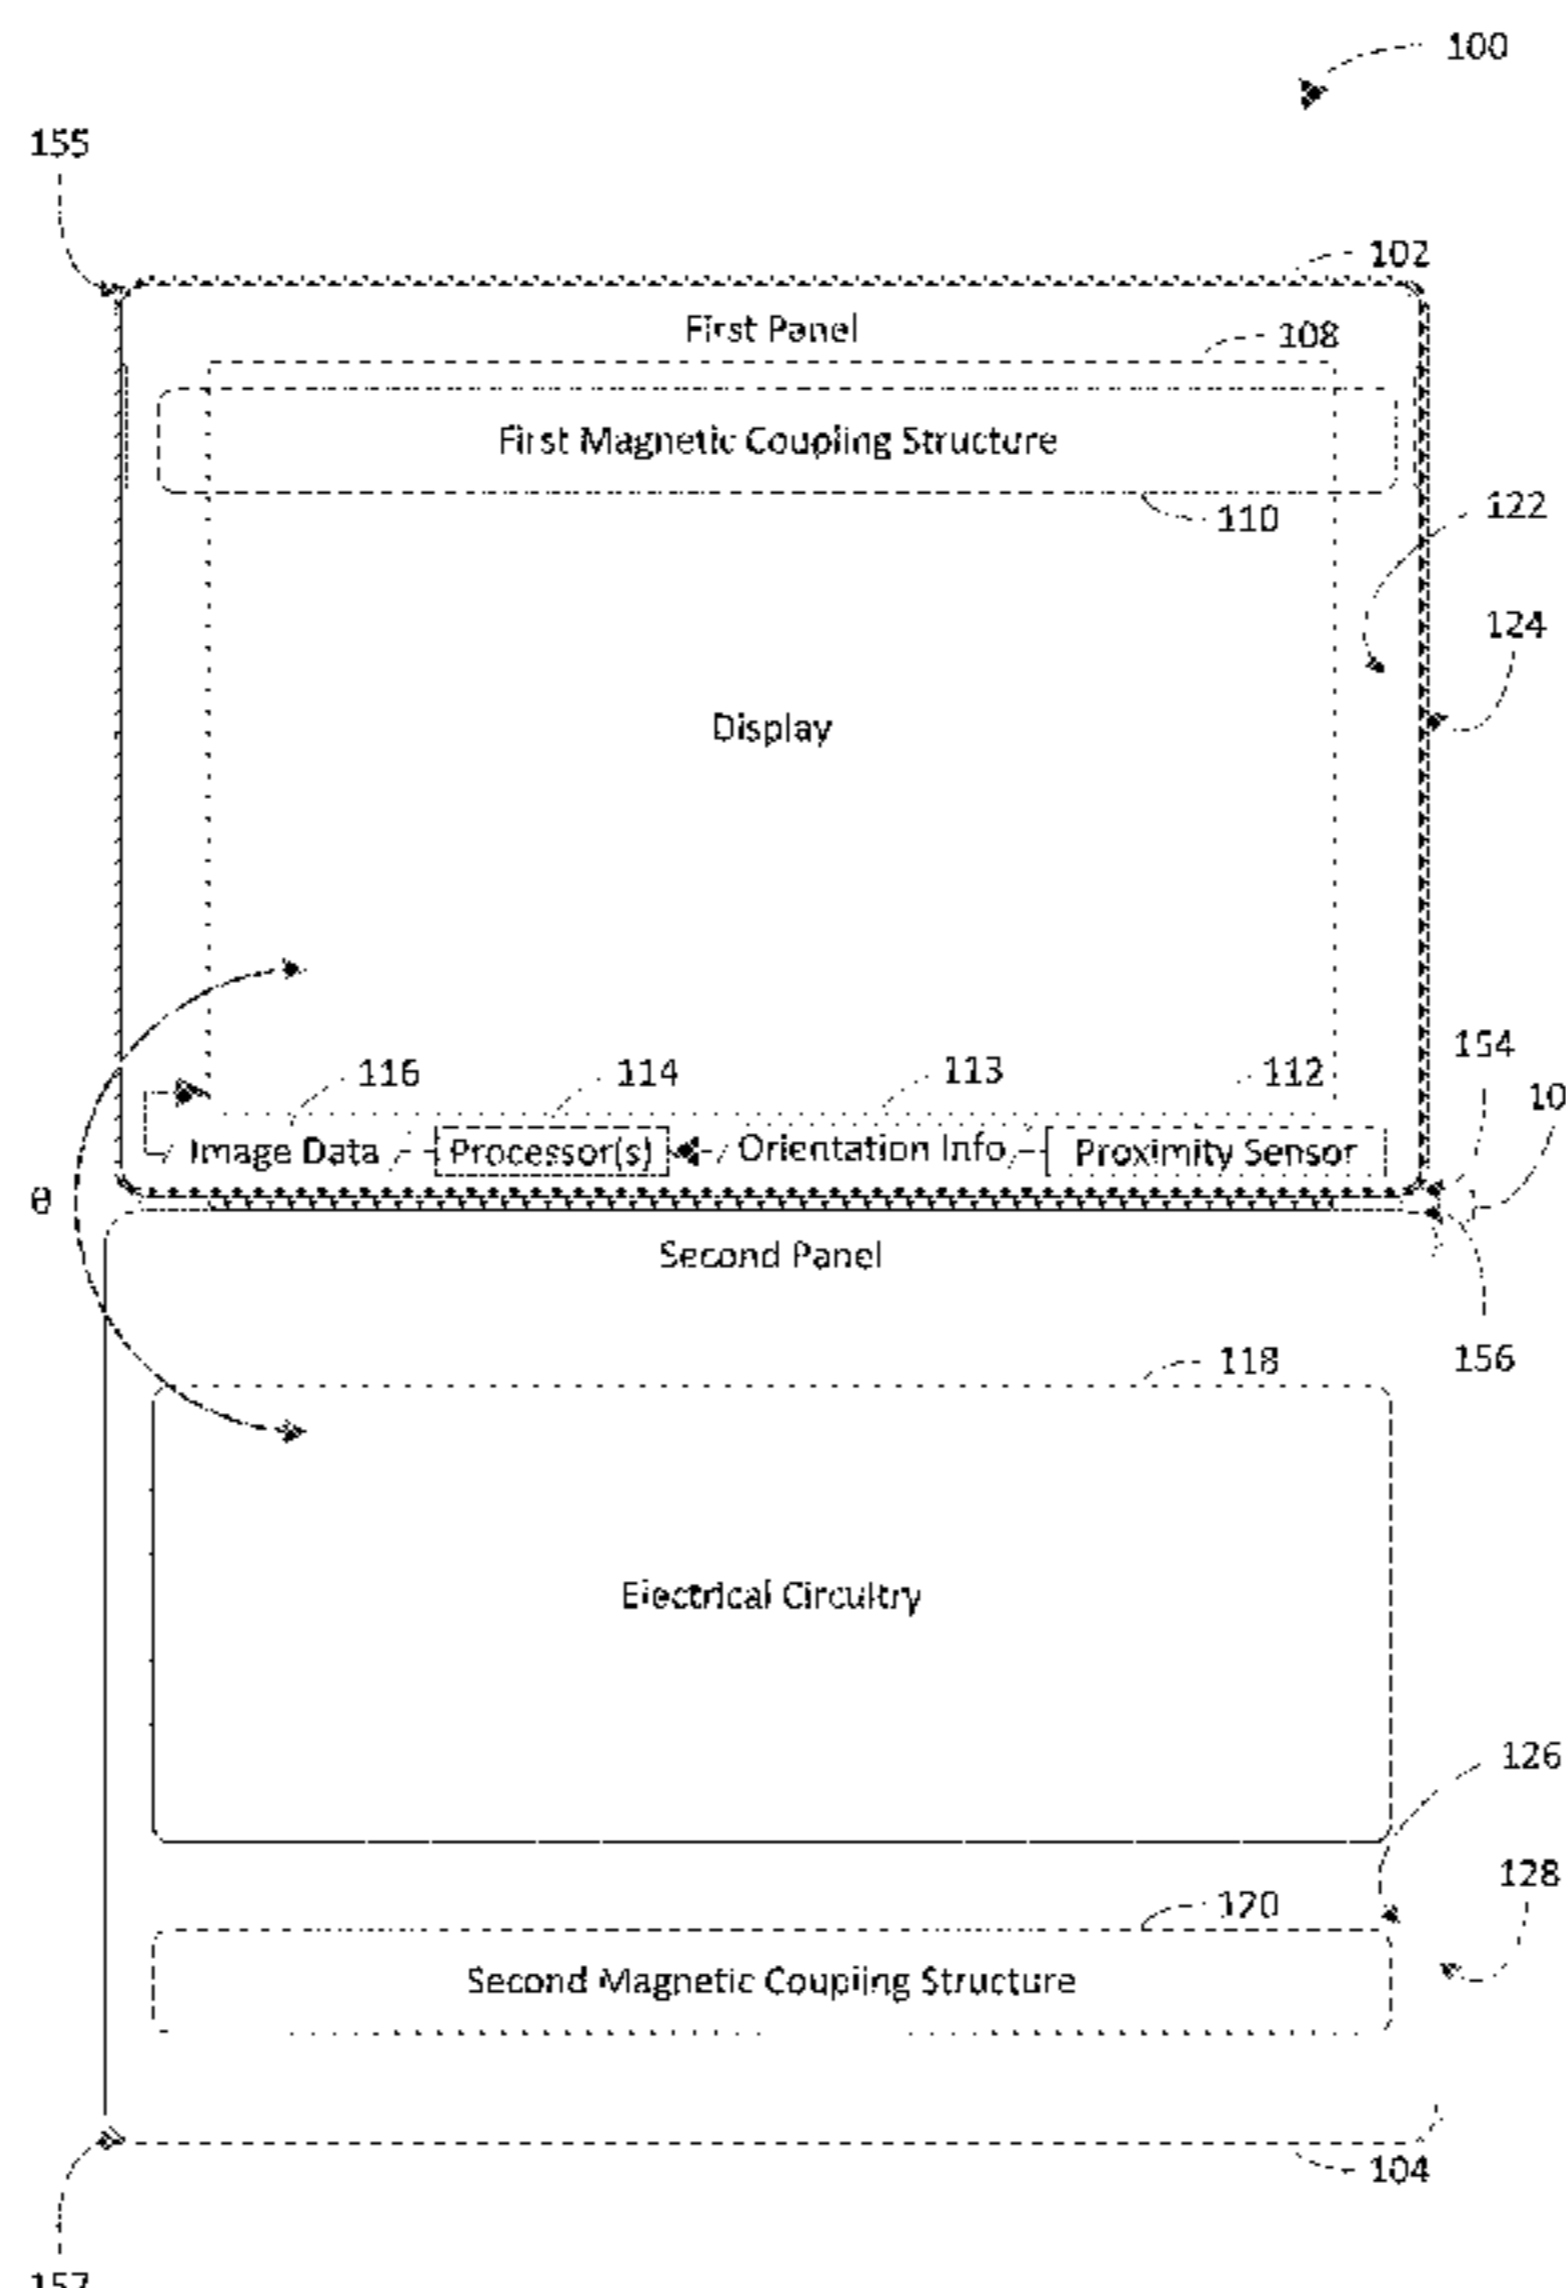 100
155
102
First Panel
108
First Magnetic Coupling Structure
110
122
124
Display
154
116
114
113
112
10
Image Data
Processor(s)
Orientation Info
Proximity Sensor
θ
Second Panel
156
118
Electrical Circuitry
126
128
120
Second Magnetic Coupling Structure
104
157